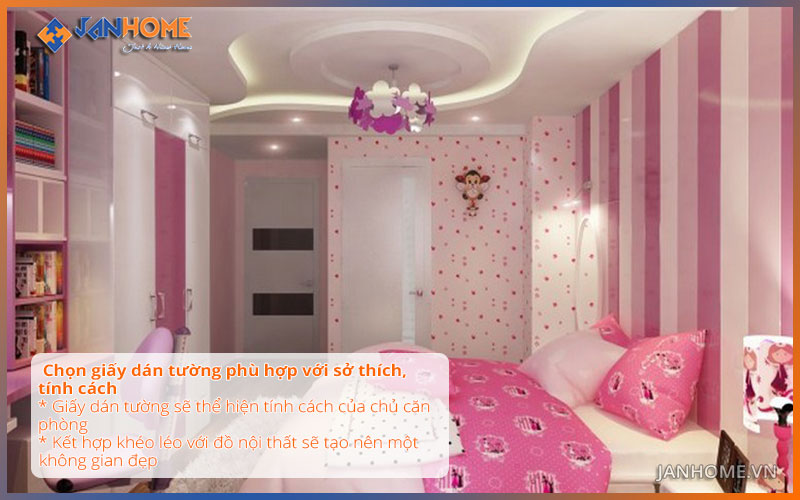 JANHOME
Chọn giấy dán tường phù hợp với sở thích,
tính cách
* Giấy dán tường sẽ thể hiện tính cách của chủ căn
phòng
* Kết hợp khéo léo với đồ nội thất sẽ tạo nên một
không gian đẹp
JANHOME.VN